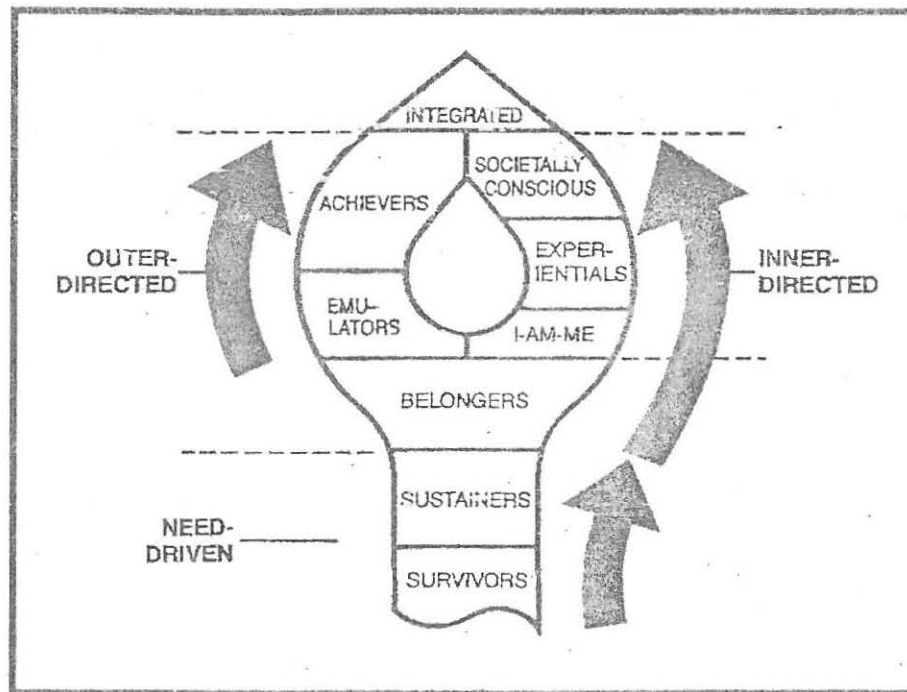 INTEGRATED
SOCIETALLY
CONSCIOUS
ACHIEVERS
OUTER-
DIRECTED
EXPER-
IENTIALS
INNER-
DIRECTED
EMU-
LATORS
I-AM-ME
BELONGERS
SUSTAINERS
NEED-
DRIVEN
SURVIVORS